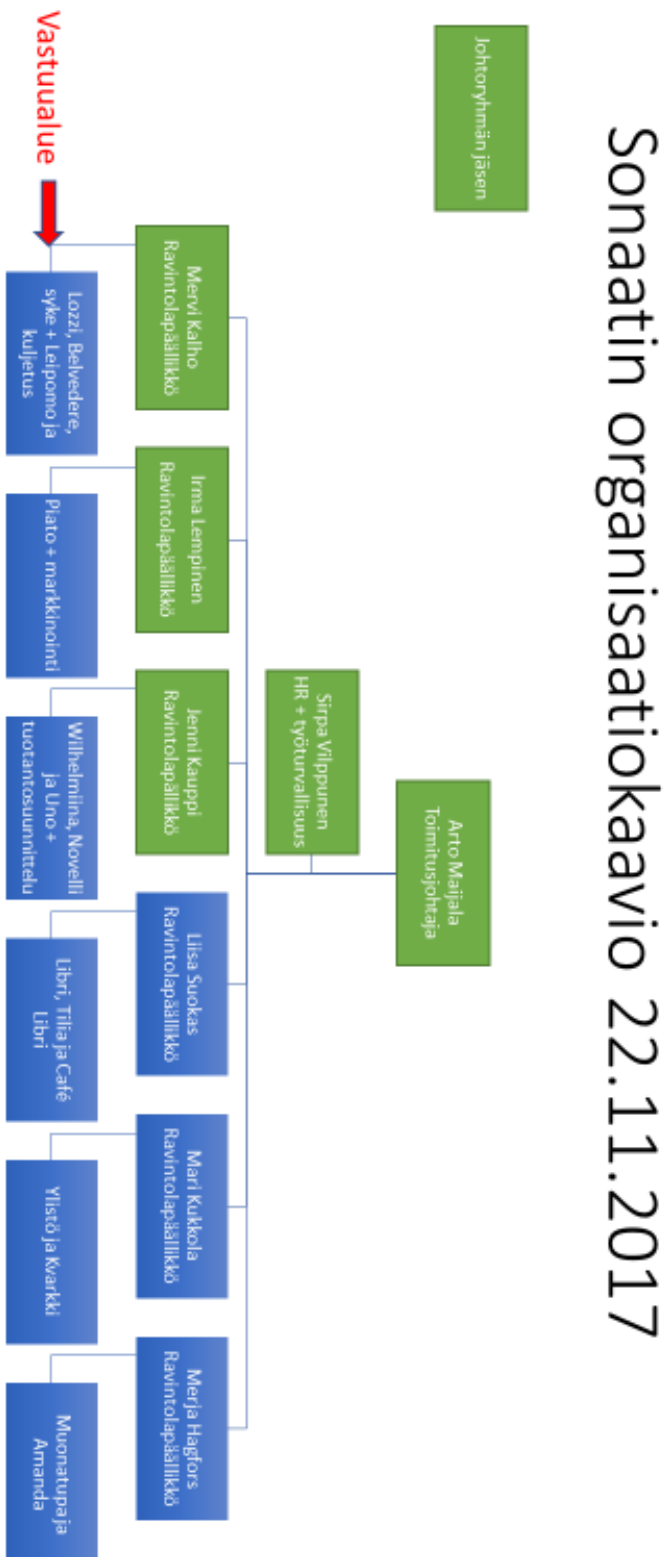 Sonaatin organisaatiokaavio 22.11.2017
Johtoryhmän jäsen
Arto Maijala
Toimitusjohtaja
Sirpa Vilppunen
HR + työturvallisuus
Mervi Kalho
Ravintolapäällikkö
Irma Lempinen
Ravintolapäällikkö
Jenni Kauppi
Ravintolapällikkö
Liisa Suokas
Ravintolapäällikkö
Mari Kukkola
Ravintolapäällikkö
Merja Hagfors
Ravintolapäällikkö
Vastuualue
Lozzi, Belvedere,
syke + Leipomo ja
kuljetus
Piato + markkinointi
Wilhelmiina, Novelli
ja Uno +
tuotantosuunnittelu
Libri, Tilia ja Café
Libri
Ylistö ja Kvarkki
Muonatupa ja
Amanda